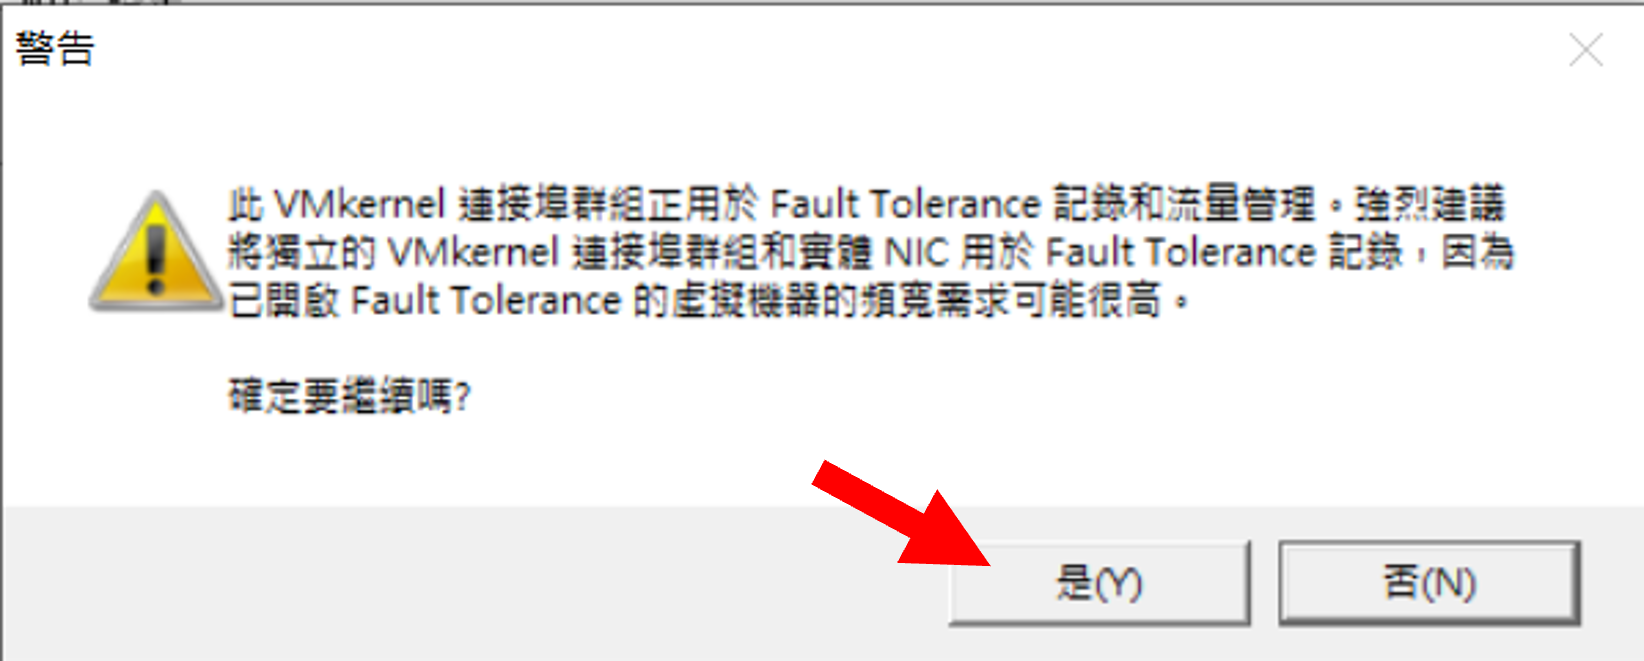 警告
此 VMkernel 連接埠群組正用於 Fault Tolerance 記錄和流量管理。強烈建議
將獨立的 VMkernel 連接埠群組和實體 NIC 用於 Fault Tolerance 記錄，因為
已開啟 Fault Tolerance 的虛擬機器的頻寬需求可能很高。
確定要繼續嗎?
是(Y)
否(N)